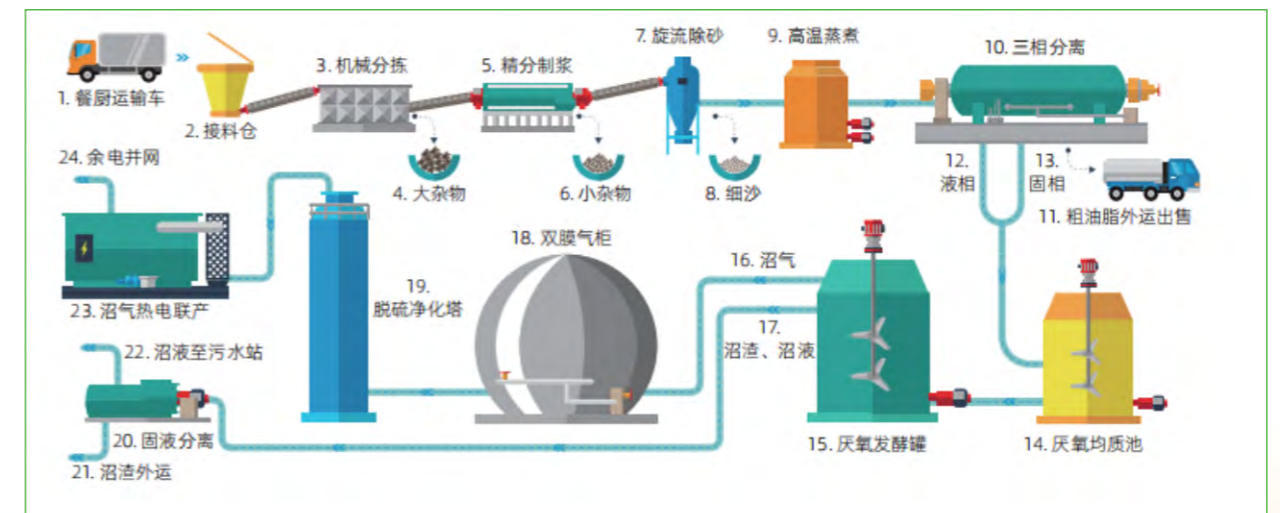 1. 餐厨运输车
2. 接料仓
3. 机械分拣
4. 大杂物
5. 精分制浆
6. 小杂物
7. 旋流除砂
8. 细沙
9. 高温蒸煮
10. 三相分离
11. 粗油脂外运出售
12.
液相
13.
固相
14. 厌氧均质池
15. 厌氧发酵罐
16. 沼气
17.
沼渣、沼液
18. 双膜气柜
19.
脱硫净化塔
20. 固液分离
21. 沼渣外运
22. 沼液至污水站
23. 沼气热电联产
24. 余电并网